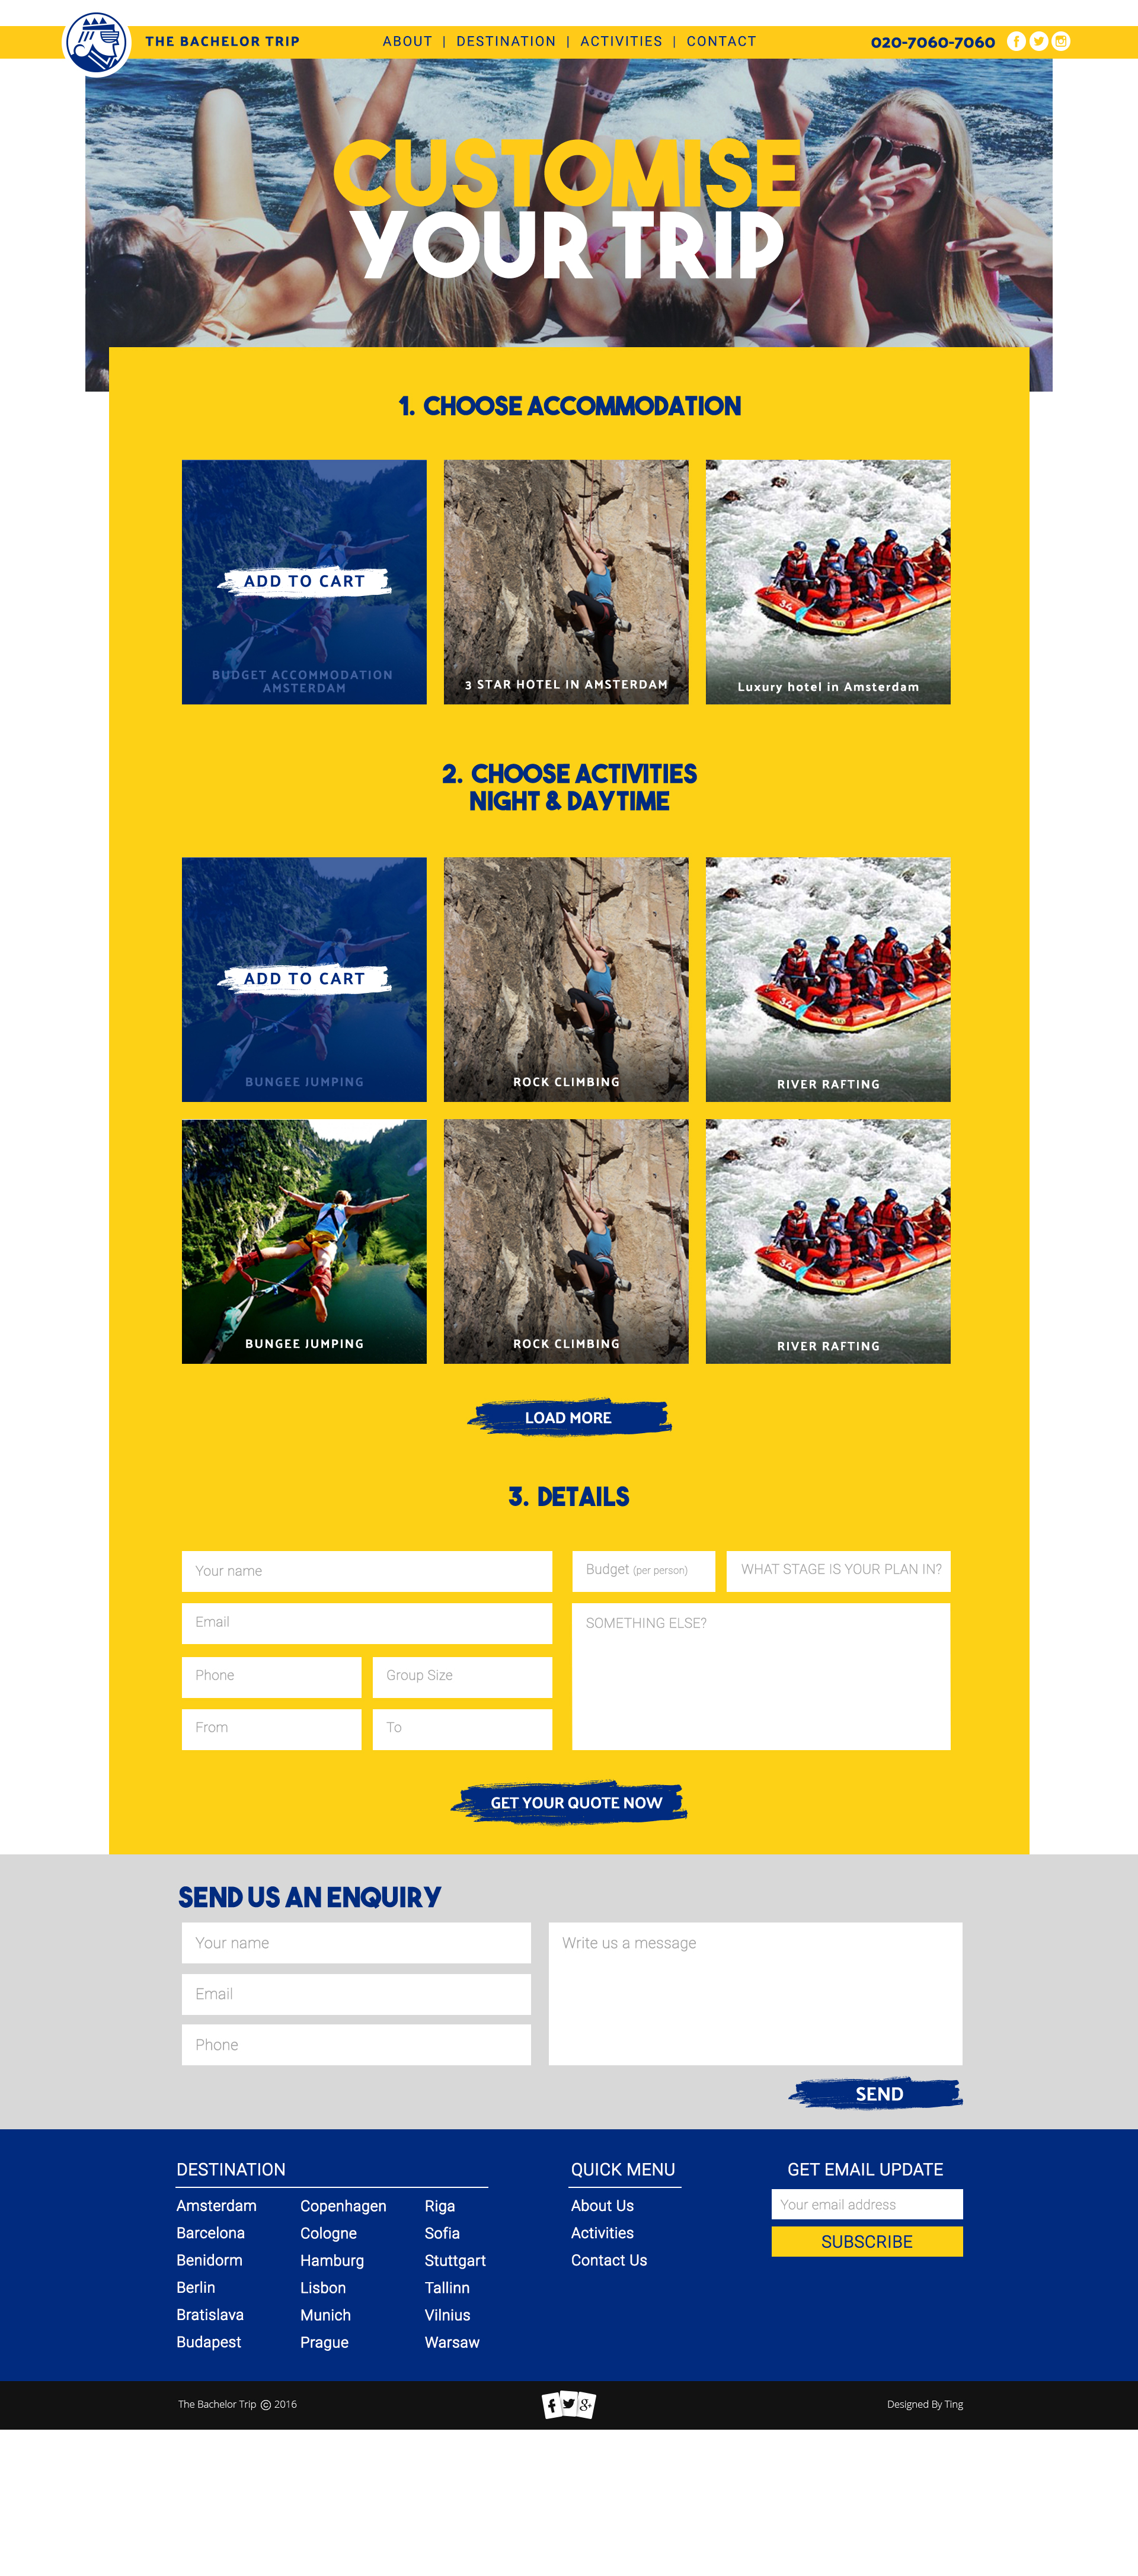 THE BACHELOR TRIP
ABOUT | DESTINATION | ACTIVITIES | CONTACT
020-7060-7060
CUSTOMISE
YOUR TRIP
1. CHOOSE ACCOMMODATION
ADD TO CART
BUDGET ACCOMMODATION
AMSTERDAM
3 STAR HOTEL IN AMSTERDAM
Luxury hotel in Amsterdam
2. CHOOSE ACTIVITIES
NIGHT & DAYTIME
ADD TO CART
BUNGEE JUMPING
ROCK CLIMBING
RIVER RAFTING
BUNGEE JUMPING
ROCK CLIMBING
RIVER RAFTING
LOAD MORE
3. DETAILS
Your name
Budget (per person)
WHAT STAGE IS YOUR PLAN IN?
Email
SOMETHING ELSE?
Phone
Group Size
From
To
GET YOUR QUOTE NOW
SEND US AN ENQUIRY
Your name
Write us a message
Email
Phone
SEND
DESTINATION
Amsterdam
Barcelona
Benidorm
Berlin
Bratislava
Budapest
Copenhagen
Cologne
Hamburg
Lisbon
Munich
Prague
Riga
Sofia
Stuttgart
Tallinn
Vilnius
Warsaw
QUICK MENU
About Us
Activities
Contact Us
GET EMAIL UPDATE
Your email address
SUBSCRIBE
The Bachelor Trip © 2016
Designed By Ting